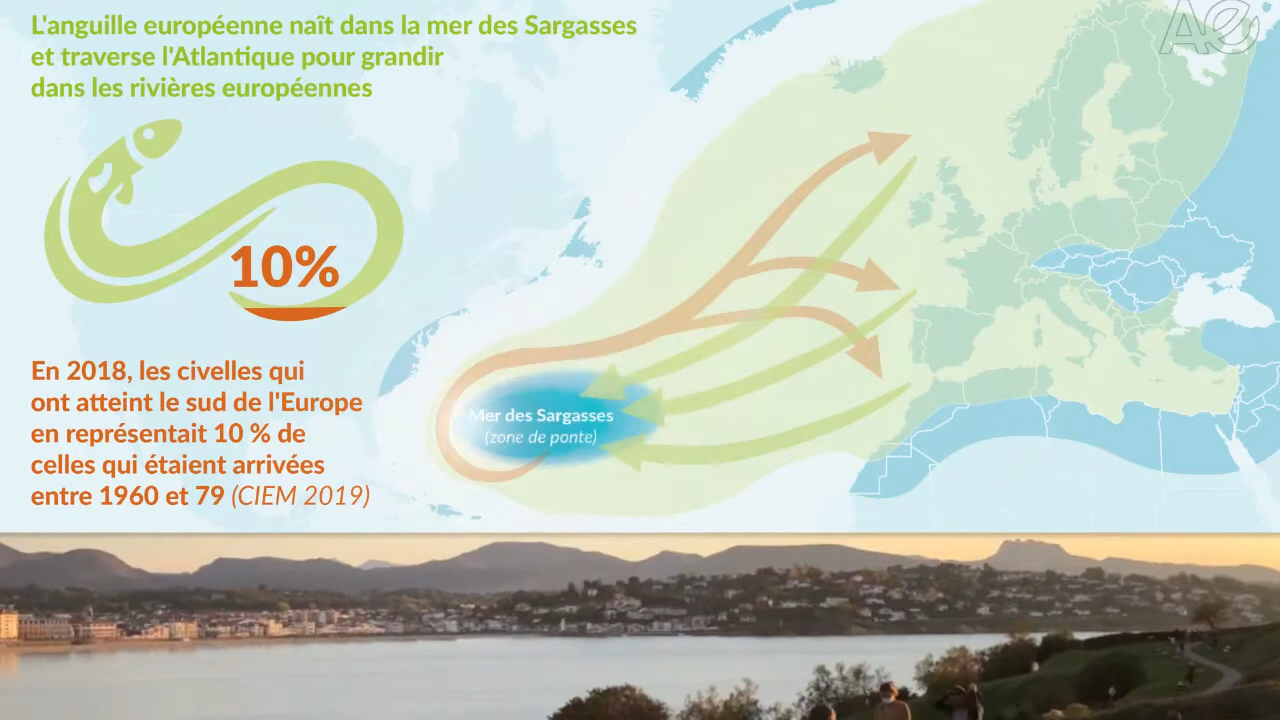 L'anguille européenne naît dans la mer des Sargasses
et traverse l'Atlantique pour grandir
dans les rivières européennes
10%
En 2018, les civelles qui
ont atteint le sud de l'Europe
en représentait 10 % de
celles qui étaient arrivées
entre 1960 et 79 (CIEM 2019)
Mer des Sargasses
(zone de ponte)